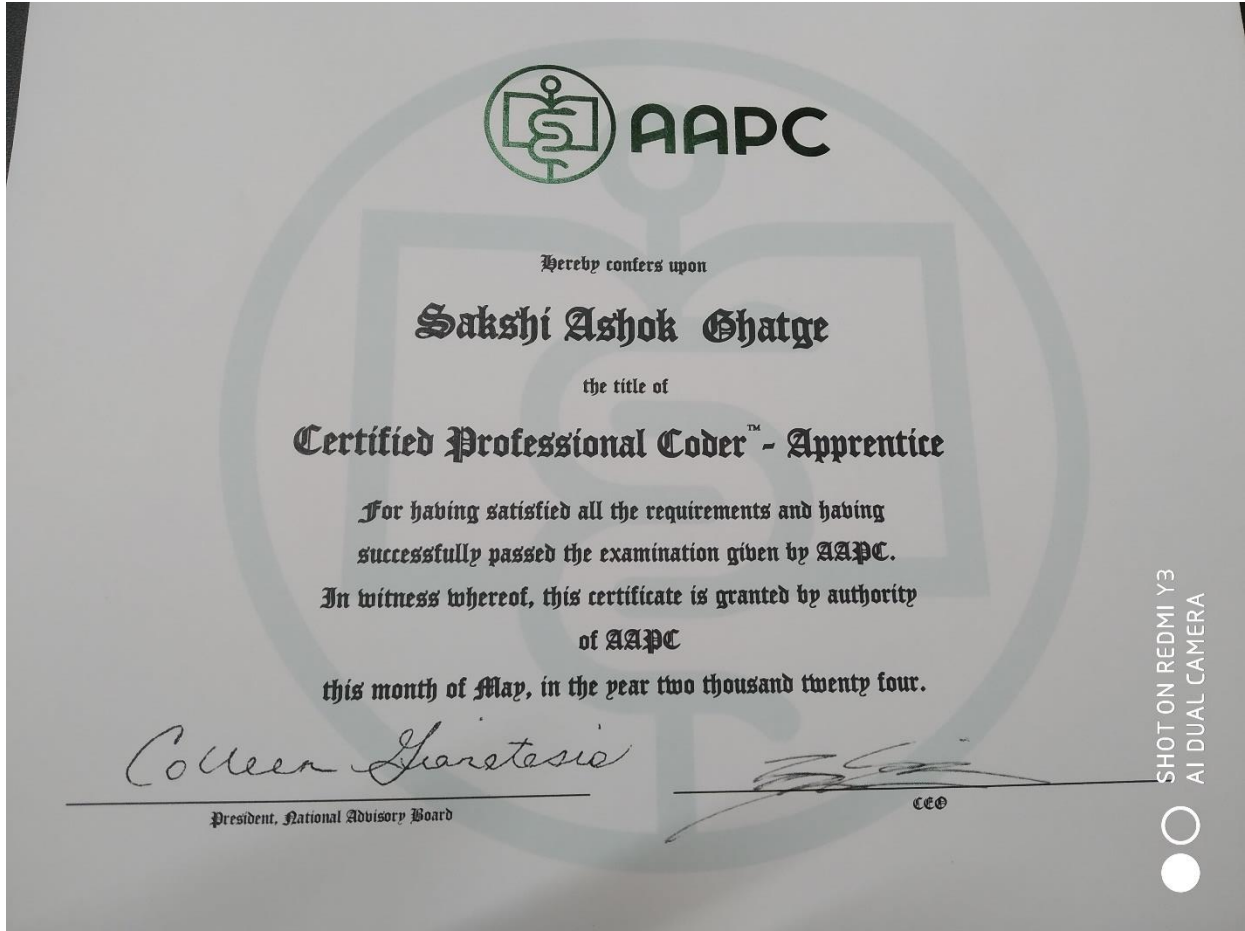 AAPC
Hereby confers upon
Sakshi Ashok Ghatge
the title of
Certified Professional Coder™- Apprentice
For having satisfied all the requirements and having
successfully passed the examination given by AAPC.
In witness whereof, this certificate is granted by authority
of AAPC
this month of May, in the year two thousand twenty four.
Colleen Gianatasio
President, National Advisory Board
CEO
SHOT ON REDMI Y3
AI DUAL CAMERA